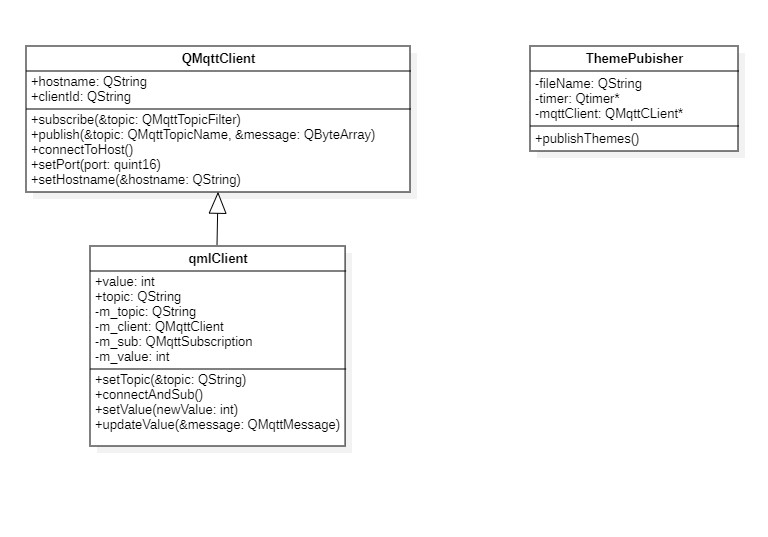 QMqttClient
+hostname: QString
+clientId: QString
+subscribe(&topic: QMqttTopicFilter)
+publish(&topic: QMqttTopicName, &message: QByteArray)
+connectToHost()
+setPort(port: quint16)
+setHostname(&hostname: QString)
ThemePubisher
-fileName: QString
-timer: Qtimer*
-mqttClient: QMqttCLient*
+publishThemes()
qmlClient
+value: int
+topic: QString
-m_topic: QString
-m_client: QMqttClient
-m_sub: QMqttSubscription
-m_value: int
+setTopic(&topic: QString)
+connectAndSub()
+setValue(newValue: int)
+updateValue(&message: QMqttMessage)